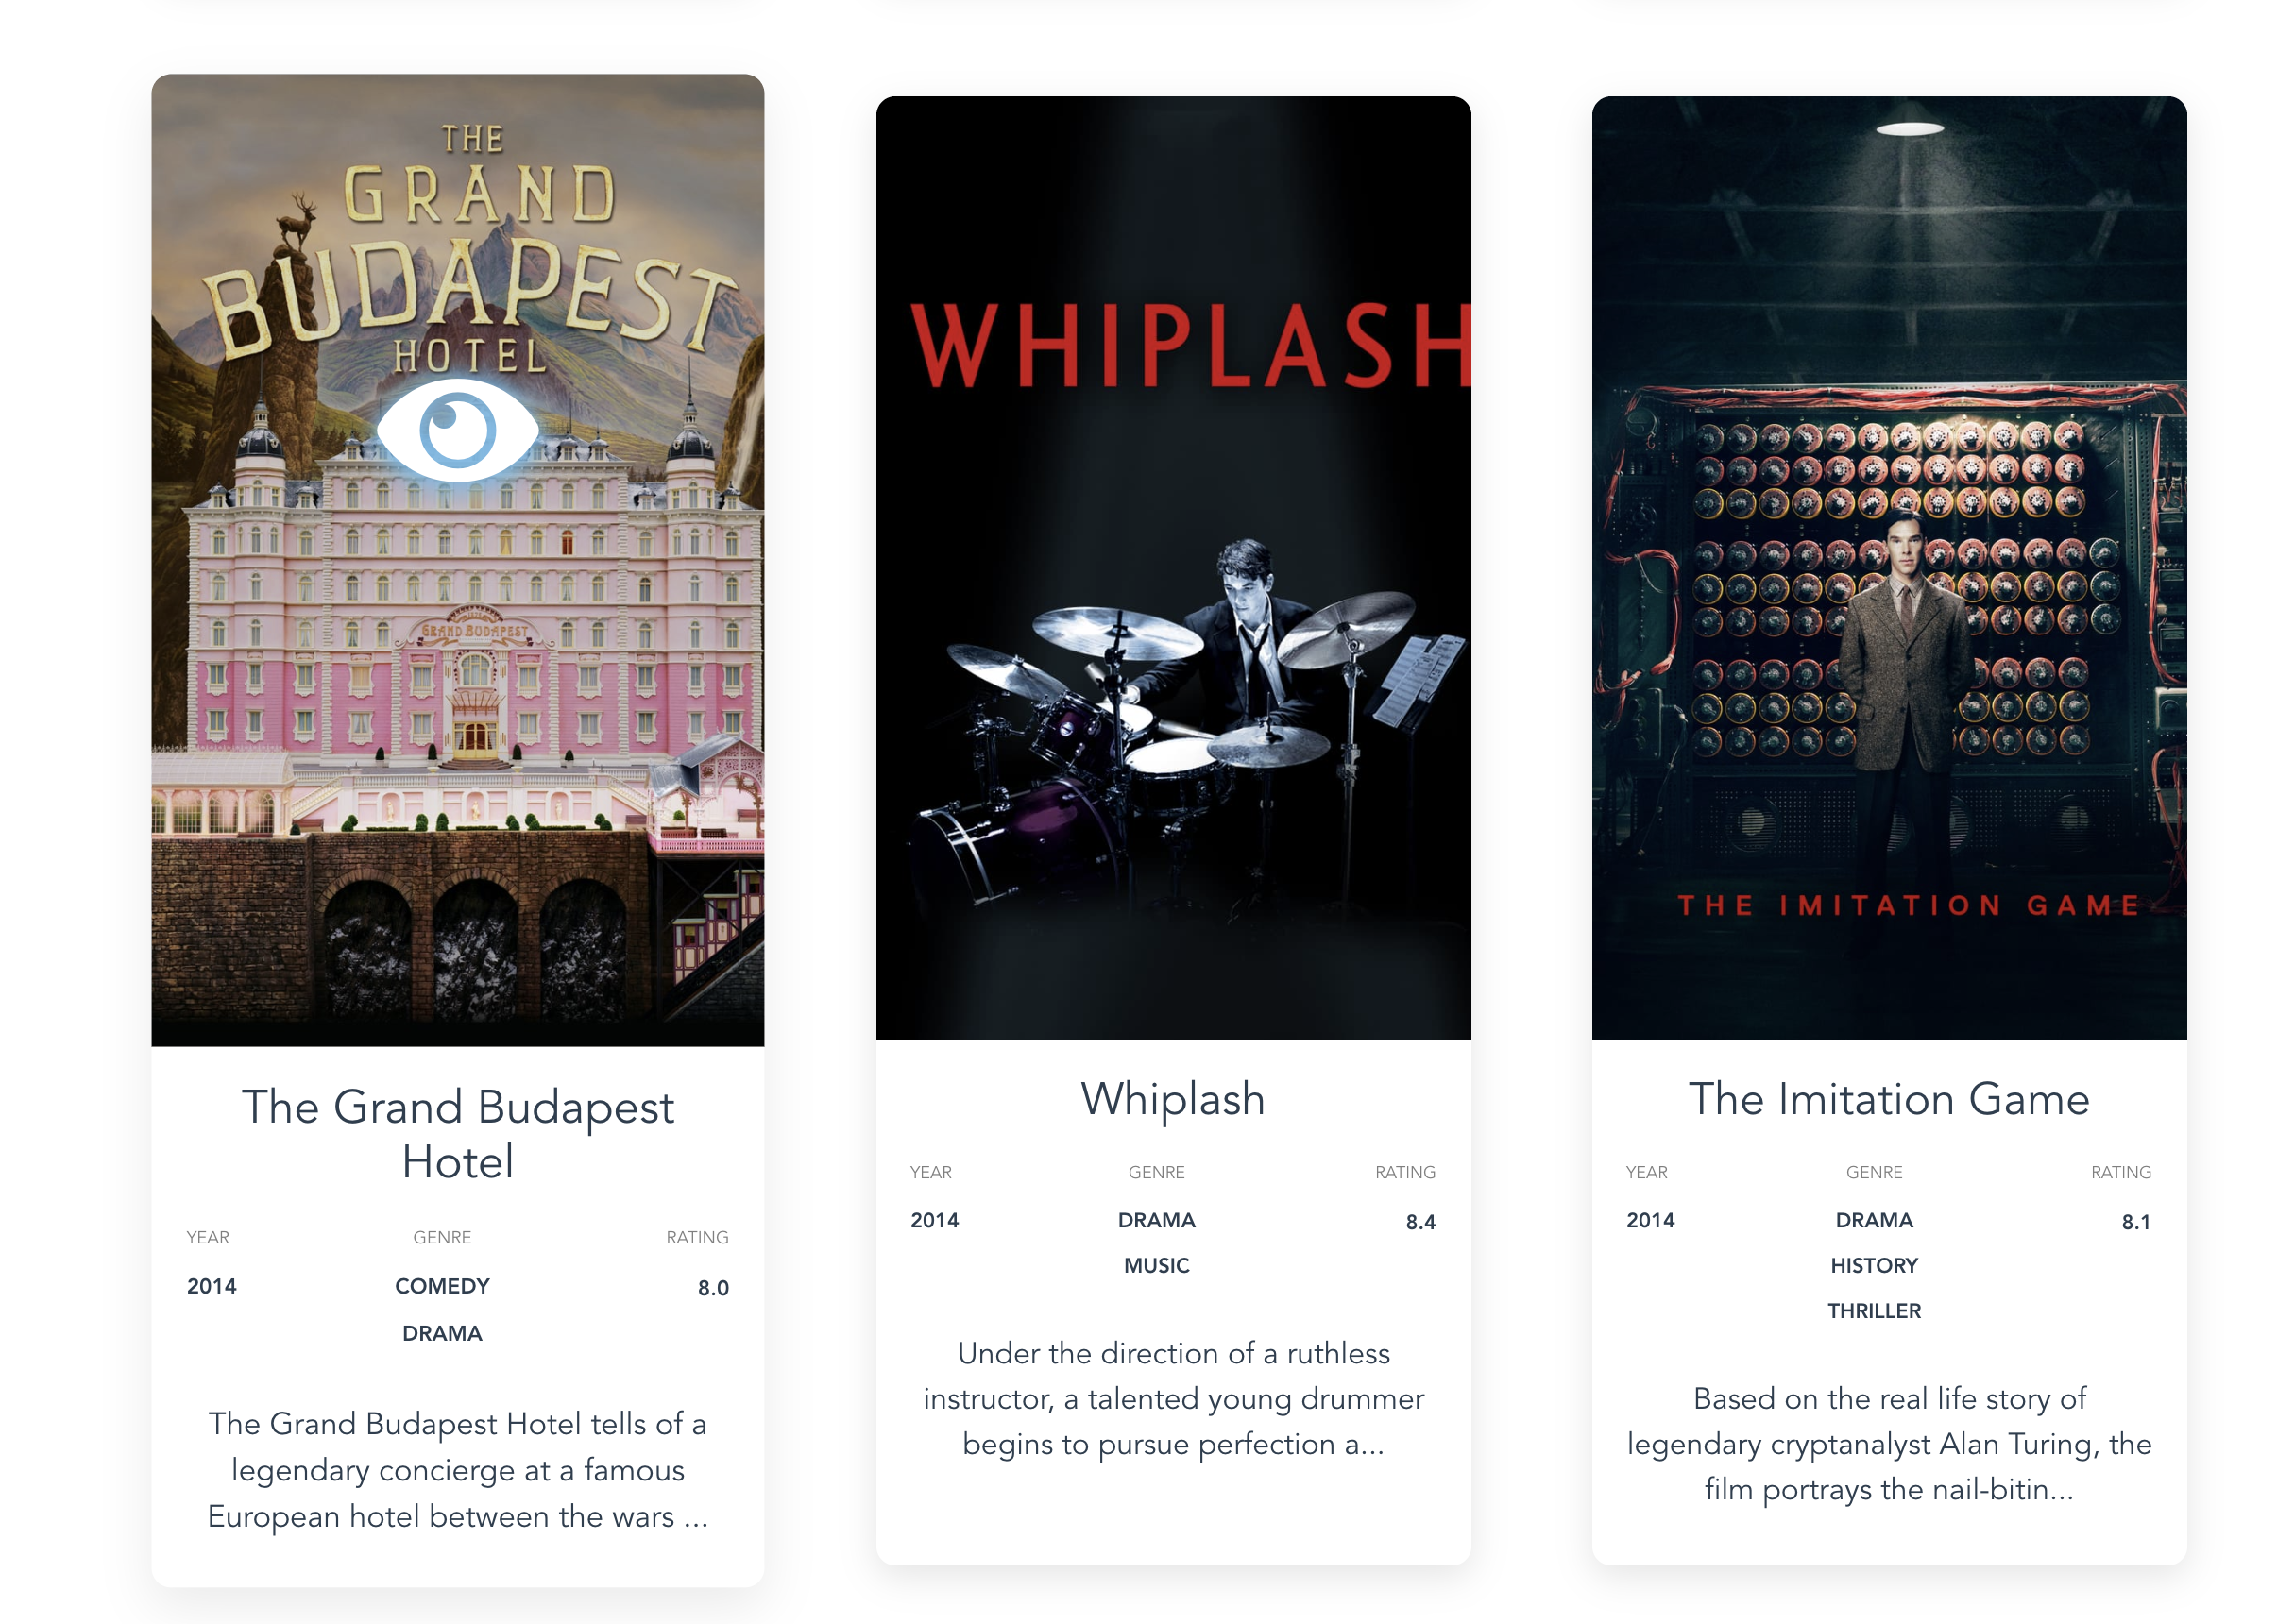 THE
GRAND
BUDAPEST
HOTEL
GRAND BUDAPEST
The Grand Budapest
Hotel
YEAR
GENRE
RATING
2014
COMEDY
8.0
DRAMA
The Grand Budapest Hotel tells of a
legendary concierge at a famous
European hotel between the wars ...
WHIPLASH
Whiplash
YEAR
GENRE
RATING
2014
DRAMA
8.4
MUSIC
Under the direction of a ruthless
instructor, a talented young drummer
begins to pursue perfection a...
THE IMITATION GAME
The Imitation Game
YEAR
GENRE
RATING
2014
DRAMA
8.1
HISTORY
THRILLER
Based on the real life story of
legendary cryptanalyst Alan Turing, the
film portrays the nail-bitin...